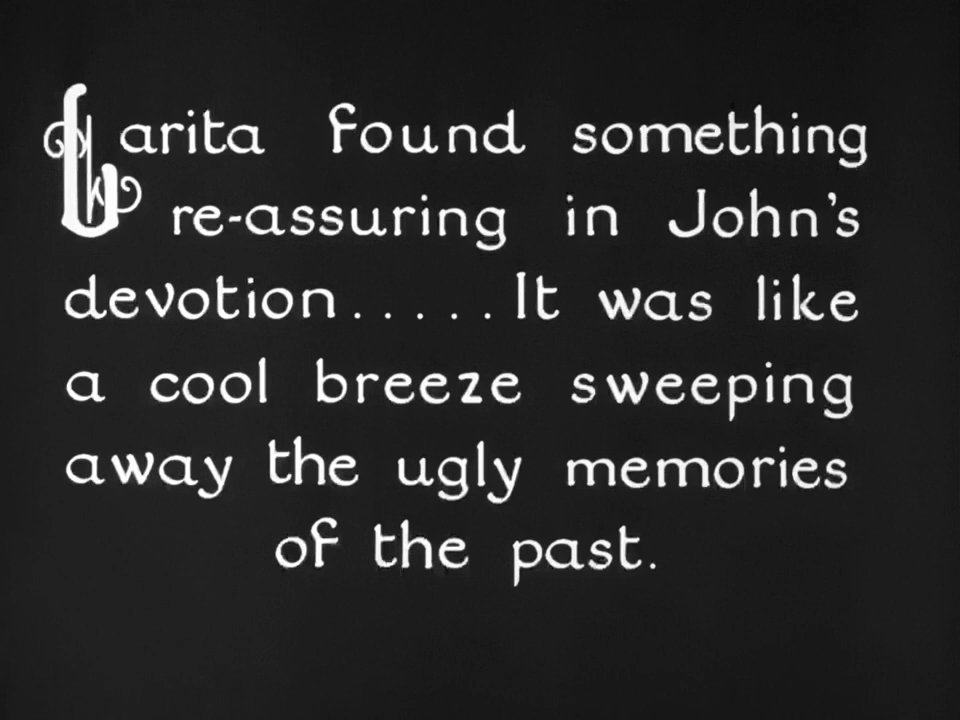 Larita found something
re-assuring in John's
devotion.....It was like
a cool breeze sweeping
away the ugly memories
of the past.